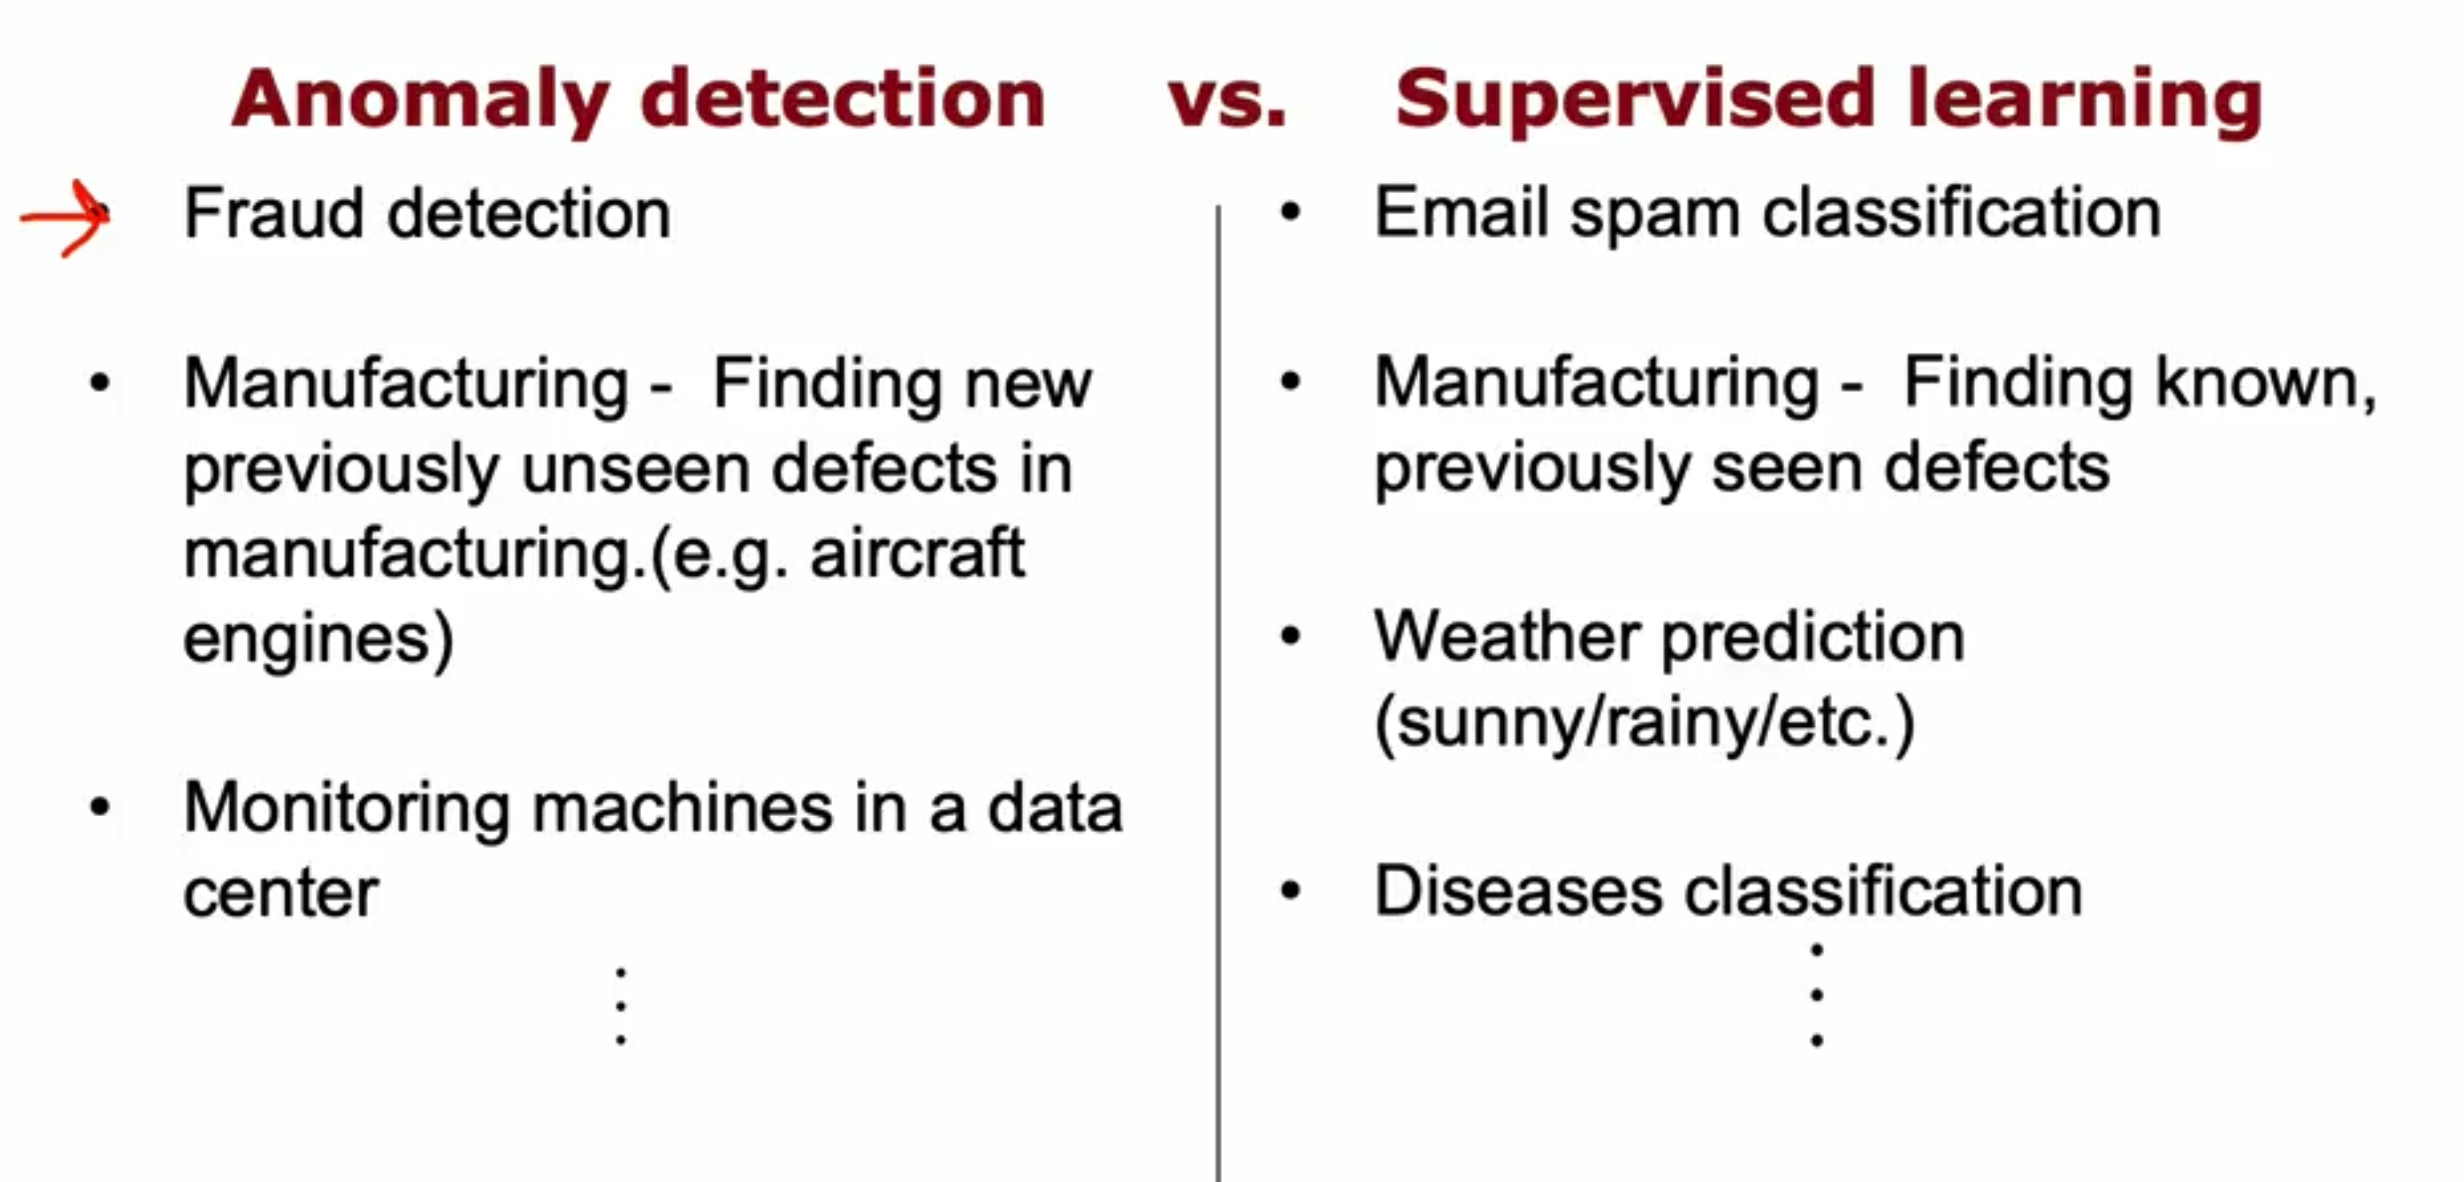 Anomaly detection vs. Supervised learning
Fraud detection
Manufacturing - Finding new
previously unseen defects in
manufacturing.(e.g. aircraft
engines)
Monitoring machines in a data
center
Email spam classification
Manufacturing - Finding known,
previously seen defects
Weather prediction
(sunny/rainy/etc.)
Diseases classification